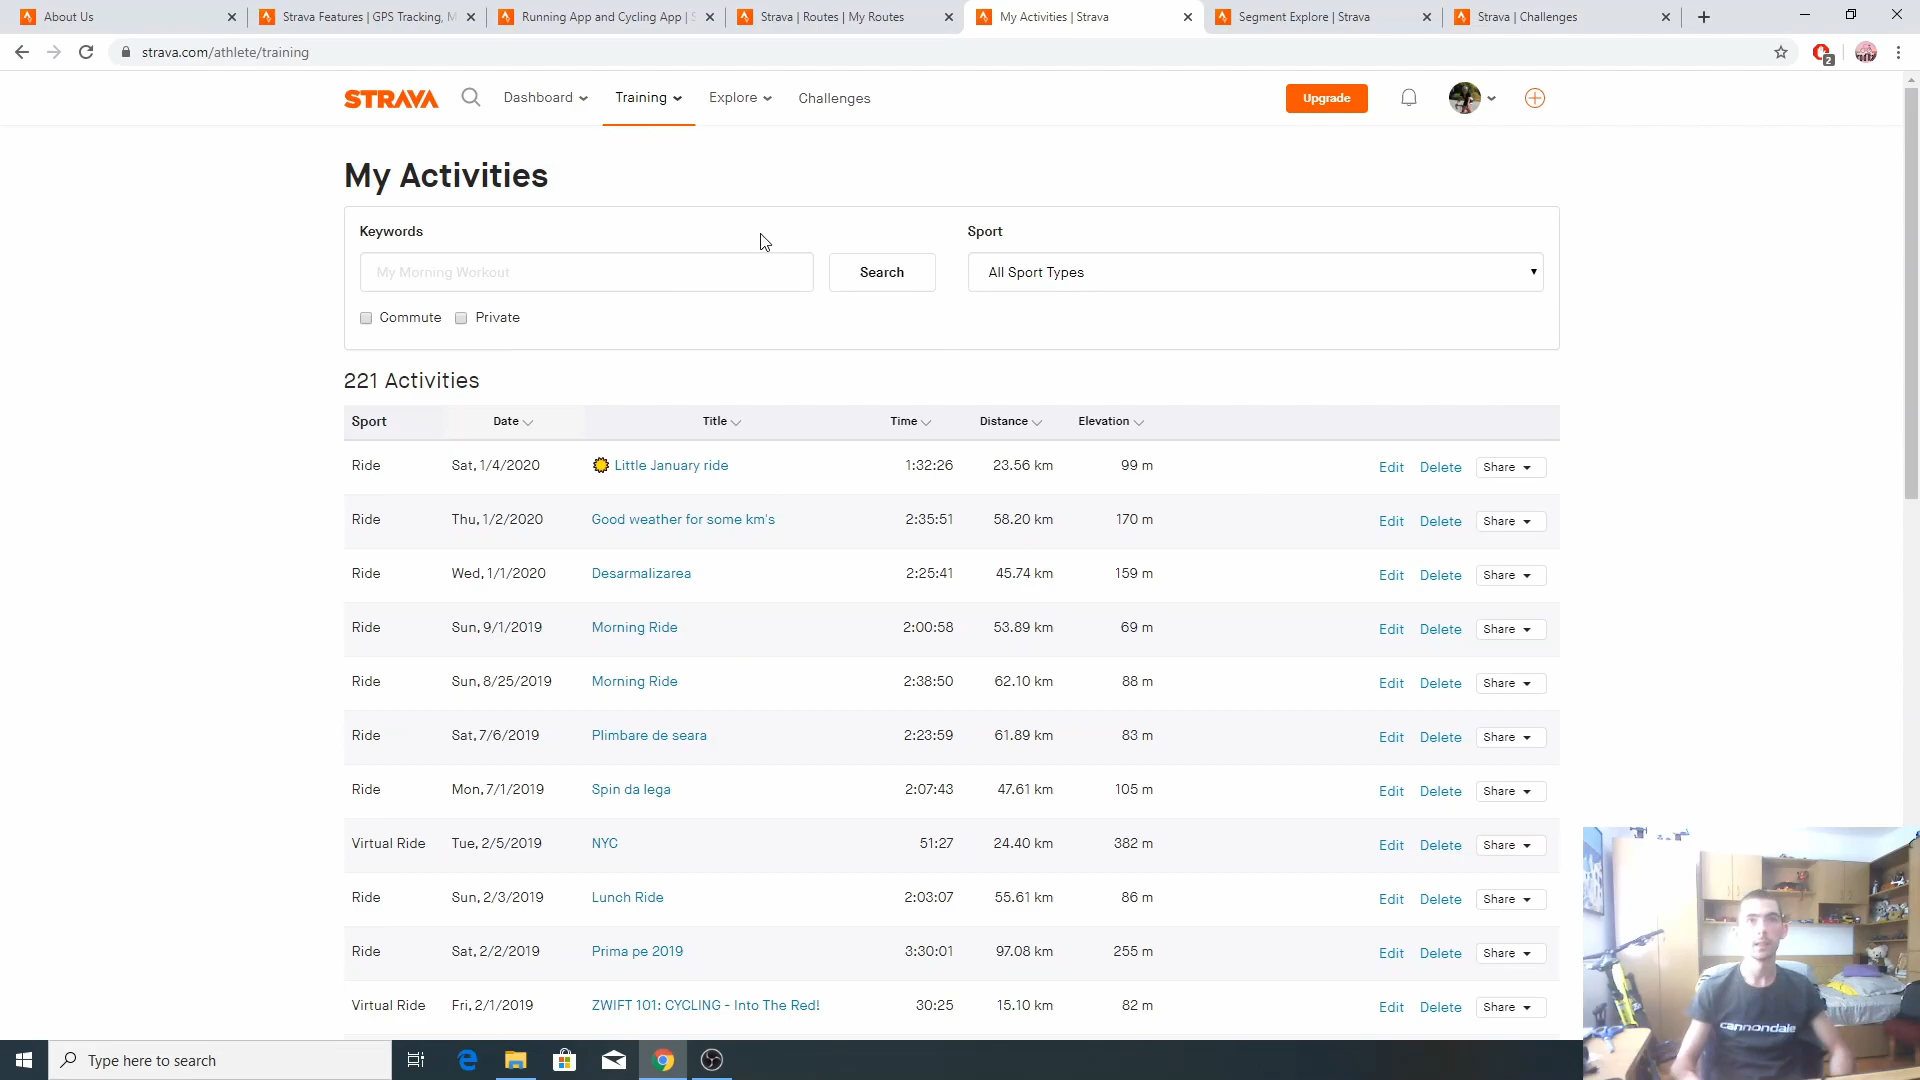 About Us
Strava Features | GPS Tracking, M
Running App and Cycling App | S
Strava | Routes | My Routes
My Activities | Strava
Segment Explore | Strava
Strava | Challenges
strava.com/athlete/training
2
STRAVA
Dashboard
Training
Explore
Challenges
Upgrade
My Activities
Keywords
Sport
My Morning Workout
Search
All Sport Types
Commute
Private
221 Activities
Sport Date Title Time Distance Elevation
Ride Sat, 1/4/2020 Little January ride 1:32:26 23.56 km 99 m Edit Delete Share
Ride Thu, 1/2/2020 Good weather for some km's 2:35:51 58.20 km 170 m Edit Delete Share
Ride Wed, 1/1/2020 Desarmalizarea 2:25:41 45.74 km 159 m Edit Delete Share
Ride Sun, 9/1/2019 Morning Ride 2:00:58 53.89 km 69 m Edit Delete Share
Ride Sun, 8/25/2019 Morning Ride 2:38:50 62.10 km 88 m Edit Delete Share
Ride Sat, 7/6/2019 Plimbare de seara 2:23:59 61.89 km 83 m Edit Delete Share
Ride Mon, 7/1/2019 Spin da lega 2:07:43 47.61 km 105 m Edit Delete Share
Virtual Ride Tue, 2/5/2019 NYC 51:27 24.40 km 382 m Edit Delete Share
Ride Sun, 2/3/2019 Lunch Ride 2:03:07 55.61 km 86 m Edit Delete Share
Ride Sat, 2/2/2019 Prima pe 2019 3:30:01 97.08 km 255 m Edit Delete Share
Virtual Ride Fri, 2/1/2019 ZWIFT 101: CYCLING - Into The Red! 30:25 15.10 km 82 m Edit Delete Share
cannondale
Type here to search